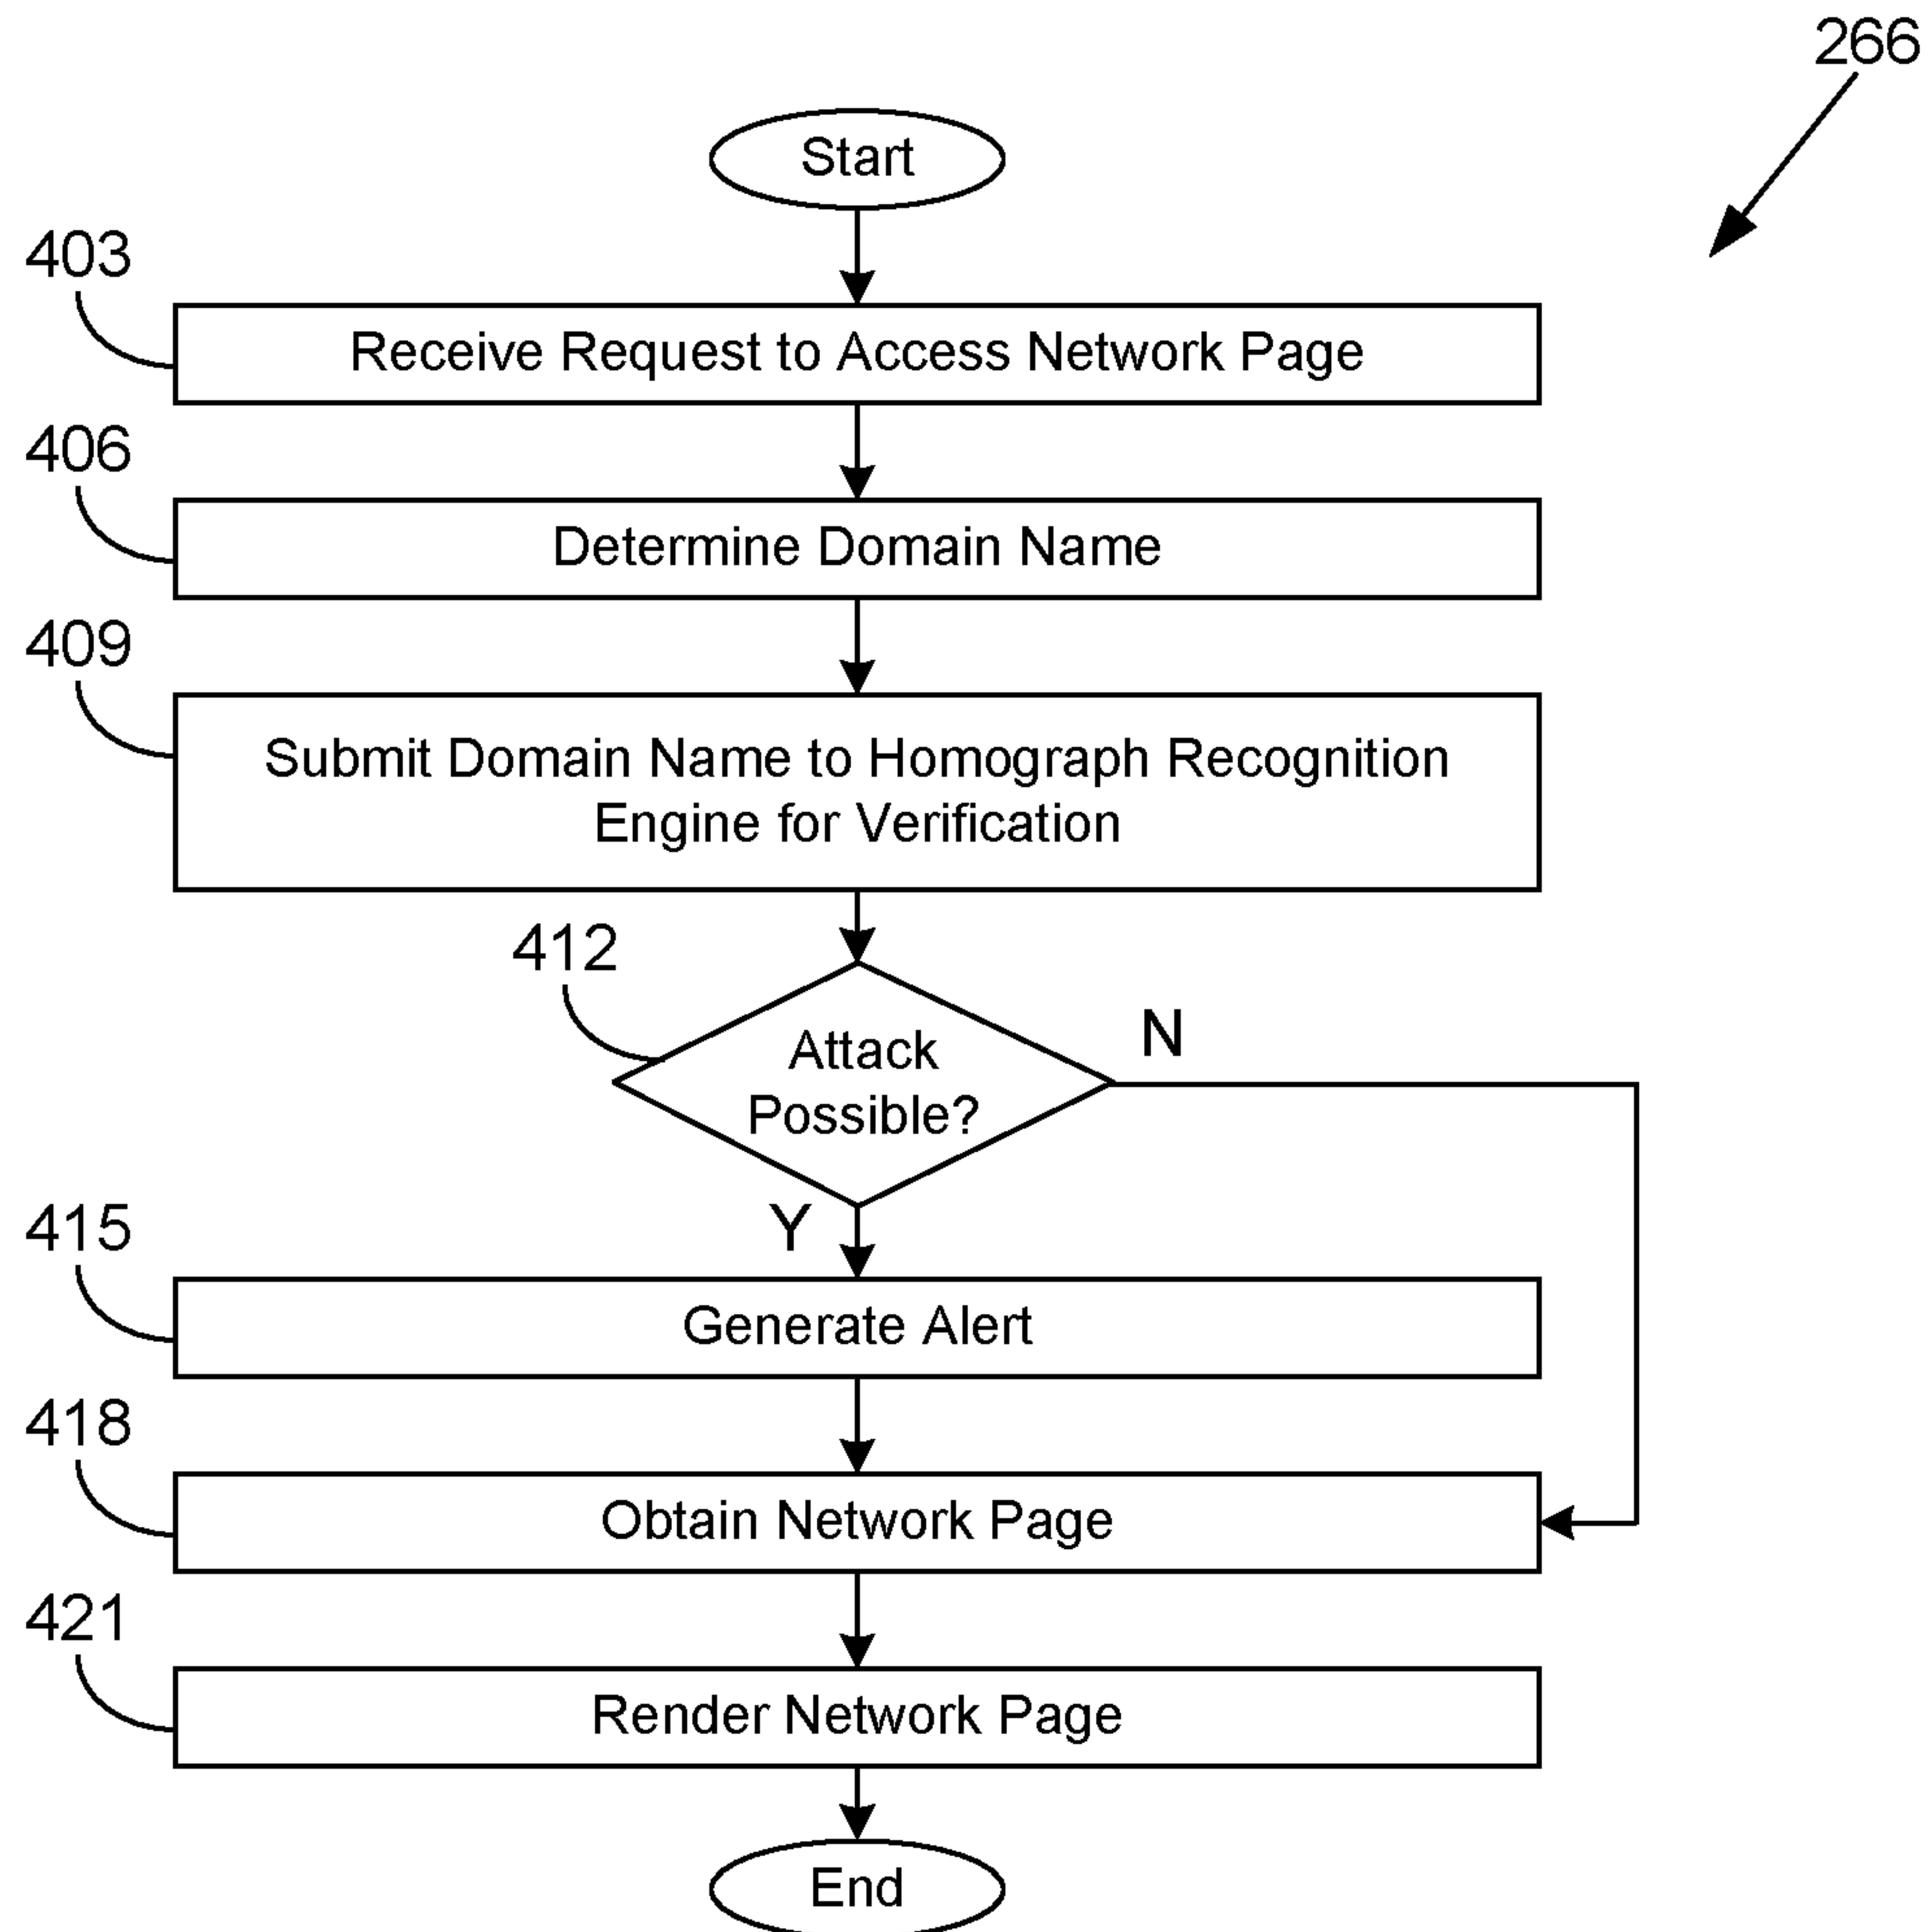 266
Start
403
Receive Request to Access Network Page
406
Determine Domain Name
409
Submit Domain Name to Homograph Recognition
Engine for Verification
412
Attack
Possible?
N
Y
415
Generate Alert
418
Obtain Network Page
421
Render Network Page
End